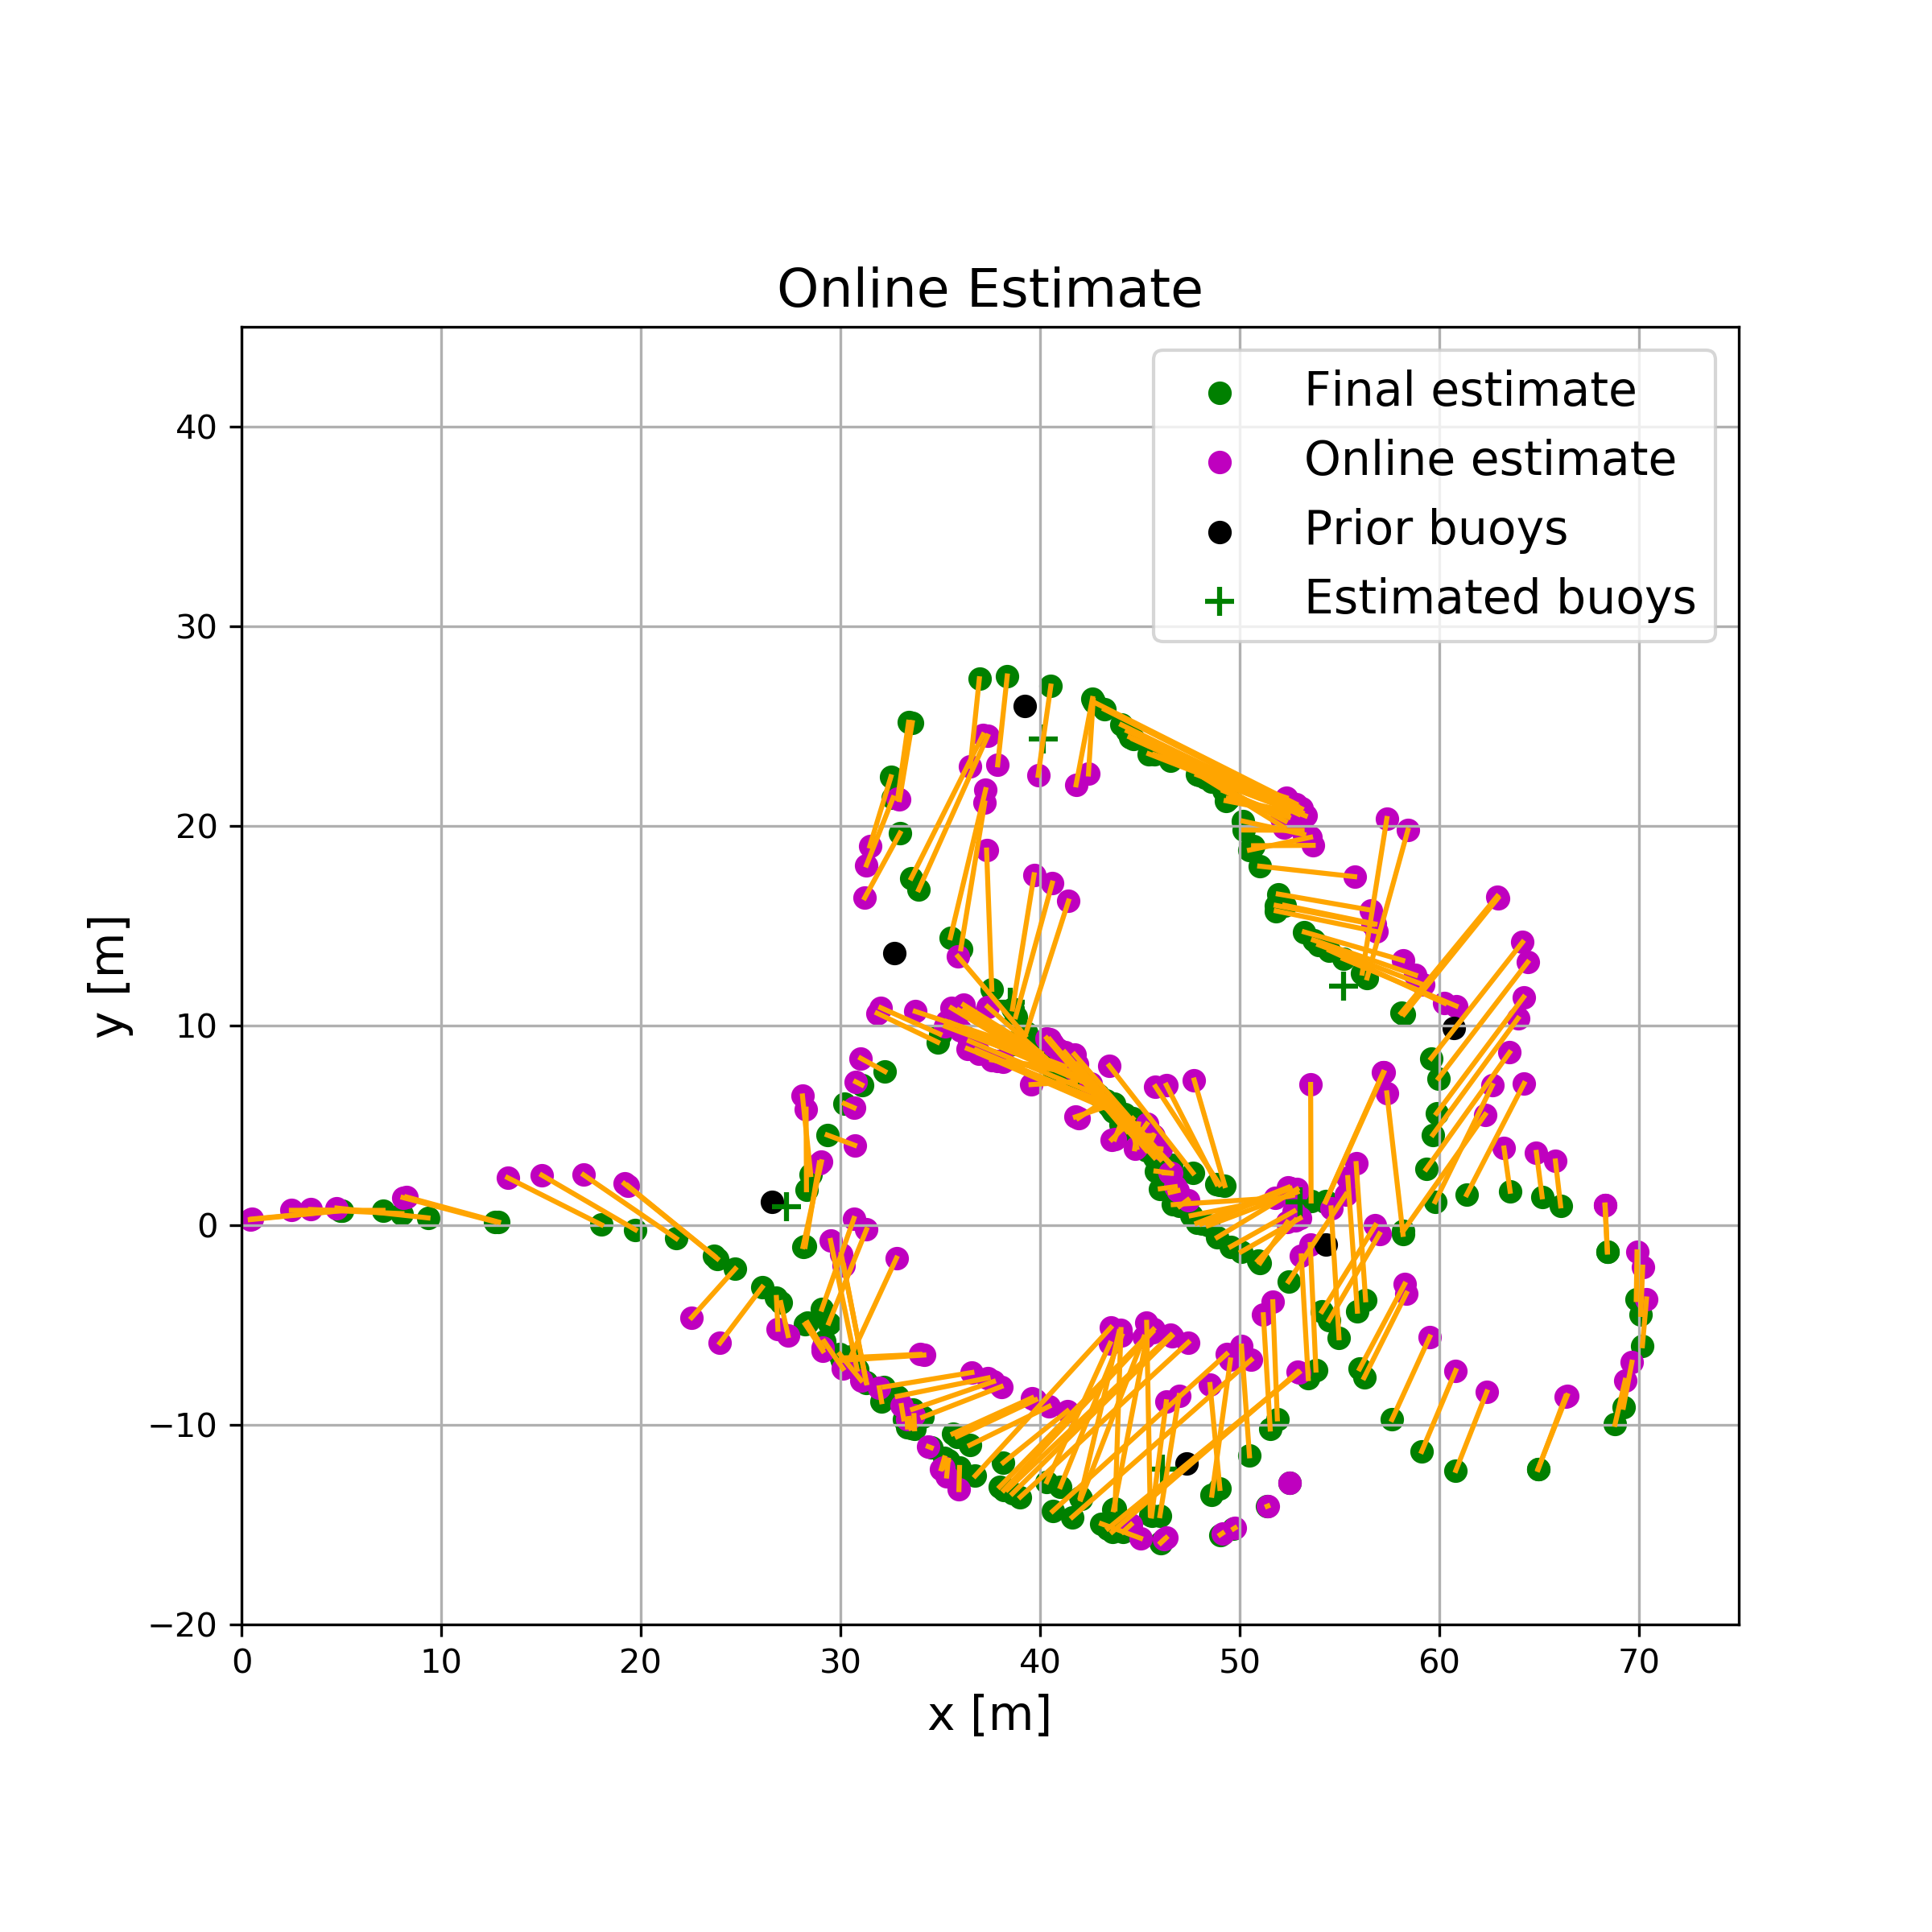 Online Estimate
Final estimate
Online estimate
Prior buoys
Estimated buoys
40
30
20
10
0
−10
−20
y [m]
0 10 20 30 40 50 60 70
x [m]